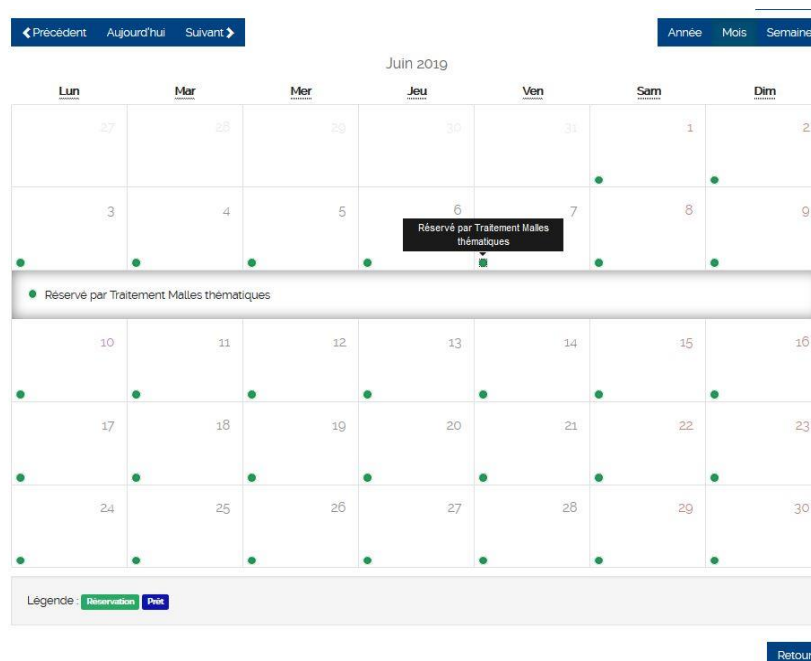 Précédent Aujourd'hui Suivant
Année Mois Semaine
Juin 2019
Lun Mar Mer Jeu Ven Sam Dim
27 28 29 30 31 1 2
3 4 5 6 7 8 9
Réservé par Traitement Malles
thématiques
Réservé par Traitement Malles thématiques
10 11 12 13 14 15 16
17 18 19 20 21 22 23
24 25 26 27 28 29 30
Légende : Réservation Prêt
Retour